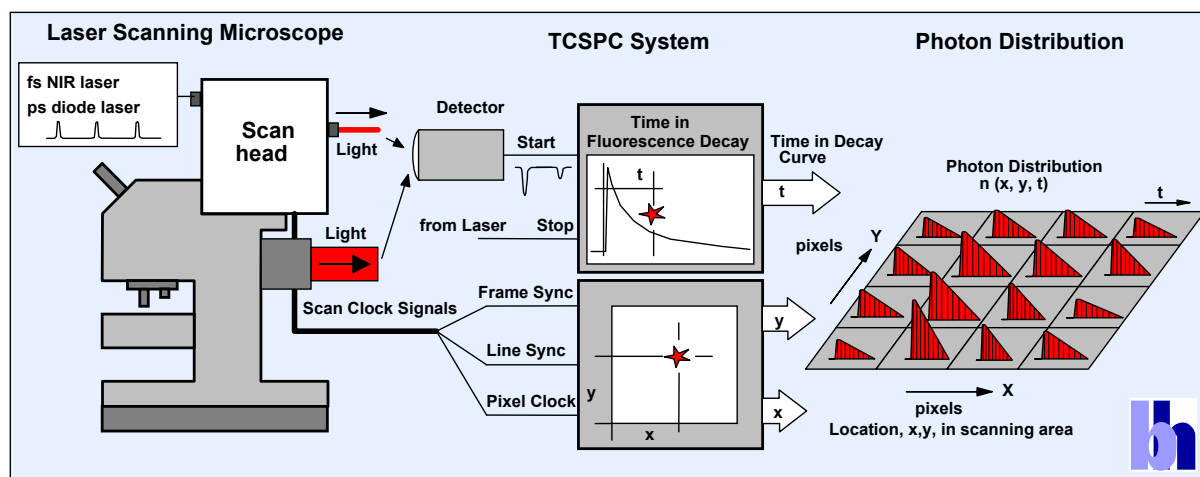 Laser Scanning Microscope
TCSPC System
Photon Distribution
fs NIR laser
ps diode laser
Scan
head
Light
Light
Detector
Start
from Laser
Stop
Scan Clock Signals
Frame Sync
Line Sync
Pixel Clock
Time in
Fluorescence Decay
t
y
x
Time in Decay
Curve
t
y
x
Photon Distribution
n (x, y, t)
t
pixels
Y
X
pixels
Location, x,y, in scanning area
bh